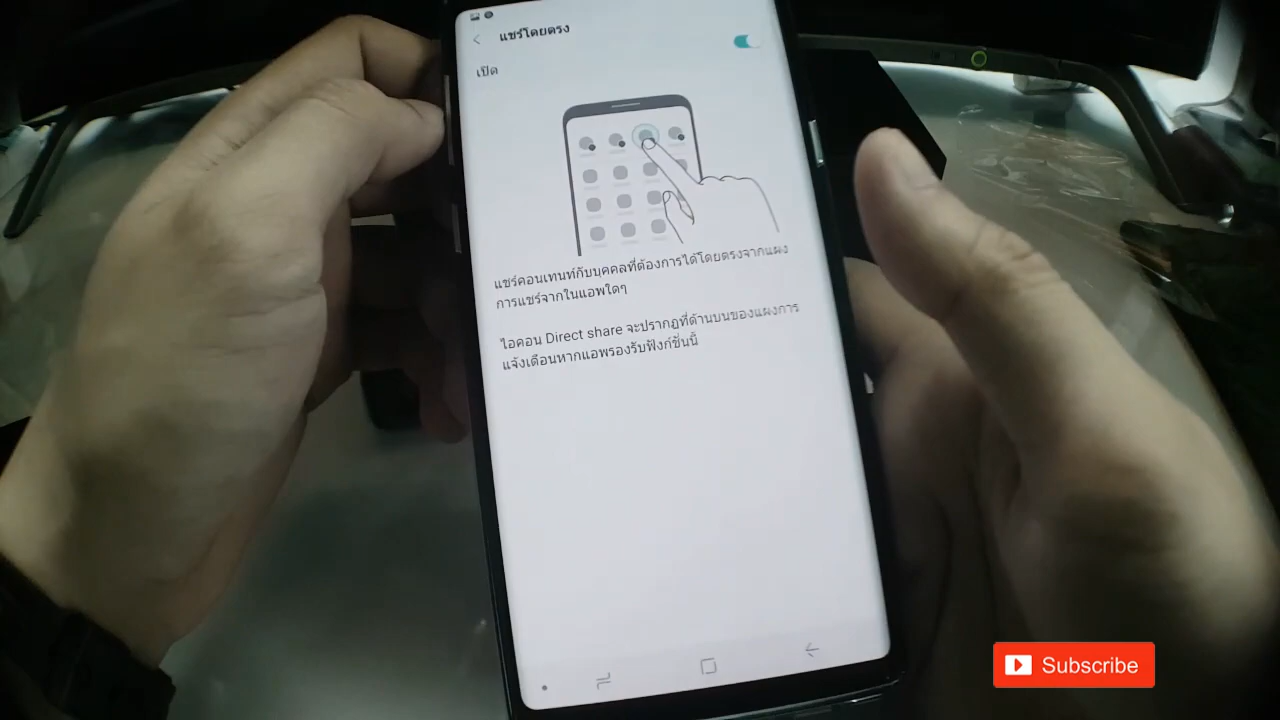 แชร์โดยตรง
เปิด
แชร์คอนเทนท์กับบุคคลที่ต้องการได้โดยตรงจากแผง
การแชร์จากในแอพใดๆ
ไอคอน Direct share จะปรากฏที่ด้านบนของแผงการ
แจ้งเตือนหากแอพรองรับฟังก์ชั่นนี้
Subscribe